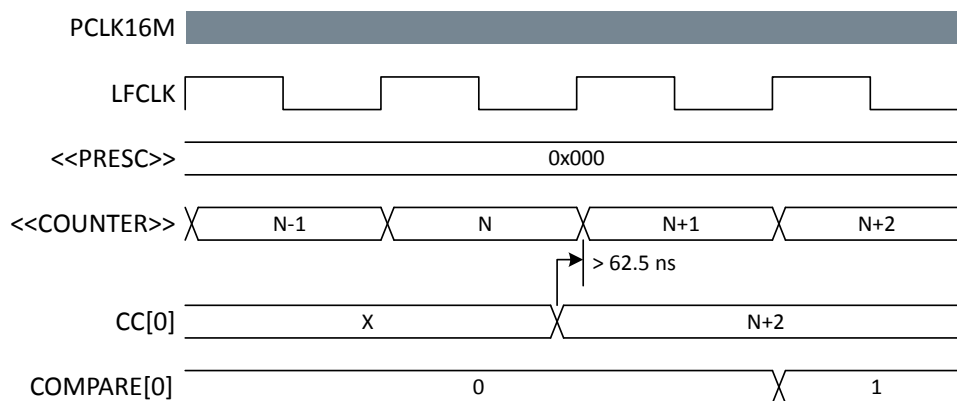 PCLK16M
LFCLK
<<PRESC>> 0x000
<<COUNTER>> N-1 N N+1 N+2
> 62.5 ns
CC[0] X N+2
COMPARE[0] 0 1